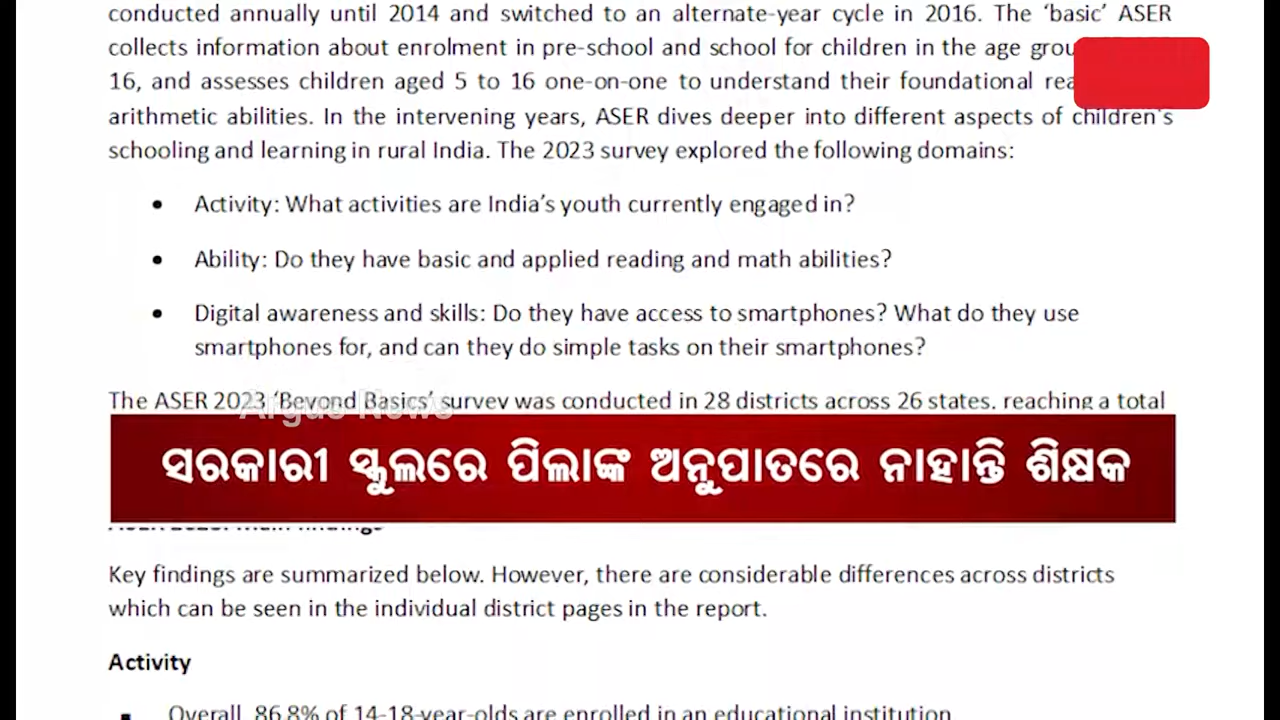 conducted annually until 2014 and switched to an alternate-year cycle in 2016. The ‘basic’ ASER
collects information about enrolment in pre-school and school for children in the age
16, and assesses children aged 5 to 16 one-on-one to understand their foundational
arithmetic abilities. In the intervening years, ASER dives deeper into different aspects of children's
schooling and learning in rural India. The 2023 survey explored the following domains:
• Activity: What activities are India’s youth currently engaged in?
• Ability: Do they have basic and applied reading and math abilities?
• Digital awareness and skills: Do they have access to smartphones? What do they use
smartphones for, and can they do simple tasks on their smartphones?
The ASER 2023 ‘Beyond Basics’ survey was conducted in 28 districts across 26 states, reaching a total
Argus News
ସରକାରୀ ସ୍କୁଲରେ ପିଲାଙ୍କ ଅନୁପାତରେ ନାହାନ୍ତି ଶିକ୍ଷକ
Key findings are summarized below. However, there are considerable differences across districts
which can be seen in the individual district pages in the report.
Activity
▪ Overall, 86.8% of 14-18-year-olds are enrolled in an educational institution